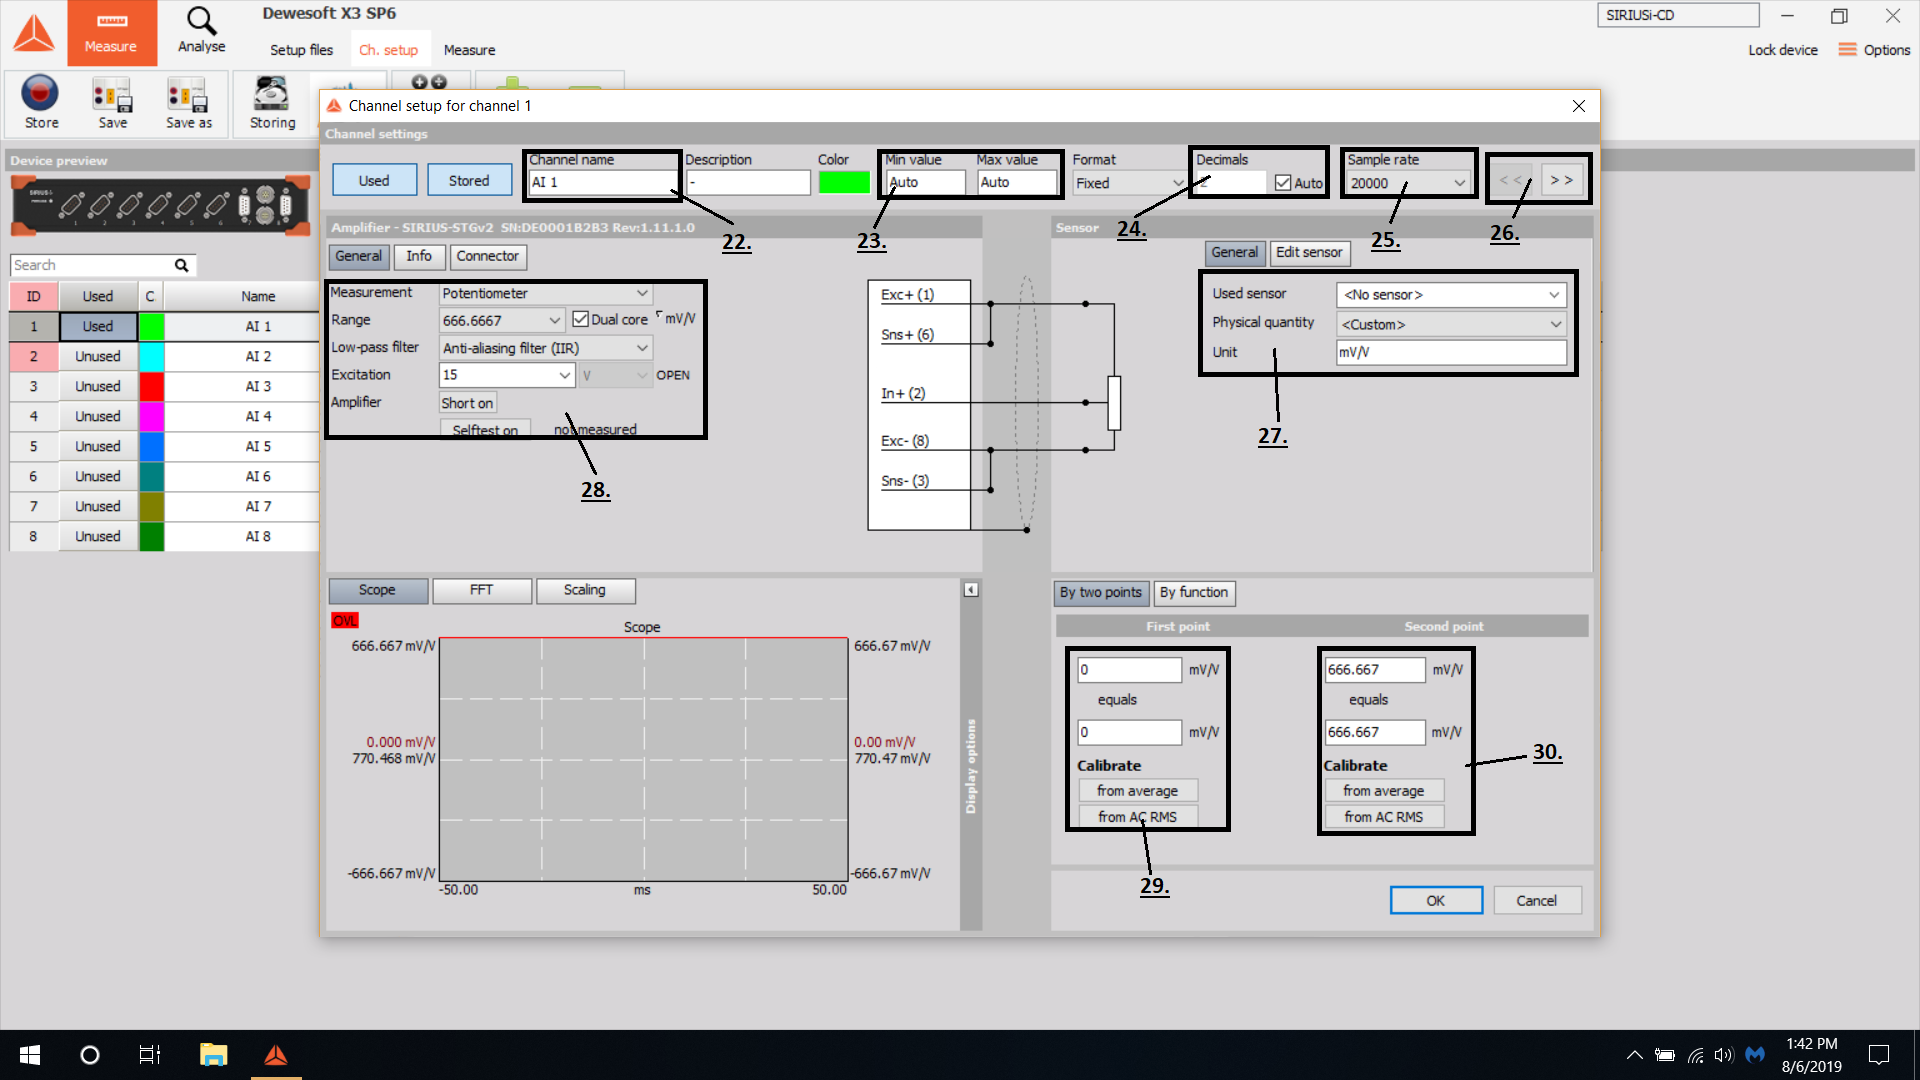 Dewesoft X3 SP6
SIRIUSi-CD
Measure
Analyse
Setup files
Ch. setup
Measure
Lock device
Options
Store
Save
Save as
Storing
Channel setup for channel 1
Channel settings
Device preview
Used
Stored
Channel name
AI 1
Description
-
Color
Min value
Auto
Max value
Auto
Format
Fixed
Decimals
2
Auto
Sample rate
20000
<<
>>
22.
23.
24.
25.
26.
Amplifier - SIRIUS-STGv2 SN:DE0001B2B3 Rev:1.11.1.0
Sensor
General
Info
Connector
General
Edit sensor
Search
ID Used C. Name
1 Used AI 1
2 Unused AI 2
3 Unused AI 3
4 Unused AI 4
5 Unused AI 5
6 Unused AI 6
7 Unused AI 7
8 Unused AI 8
Measurement Potentiometer
Range 666.6667 Dual core mV/V
Low-pass filter Anti-aliasing filter (IIR)
Excitation 15 V OPEN
Amplifier Short on
Selftest on not measured
28.
Exc+ (1)
Sns+ (6)
In+ (2)
Exc- (8)
Sns- (3)
Used sensor <No sensor>
Physical quantity <Custom>
Unit mV/V
27.
Scope
FFT
Scaling
OVL
Scope
666.667 mV/V
666.67 mV/V
0.000 mV/V
0.00 mV/V
770.468 mV/V
770.47 mV/V
-666.667 mV/V
-666.67 mV/V
-50.00 ms 50.00
Display options
By two points
By function
First point
Second point
0 mV/V
equals
0 mV/V
Calibrate
from average
from AC RMS
29.
666.667 mV/V
equals
666.667 mV/V
Calibrate
from average
from AC RMS
30.
OK
Cancel
1:42 PM
8/6/2019